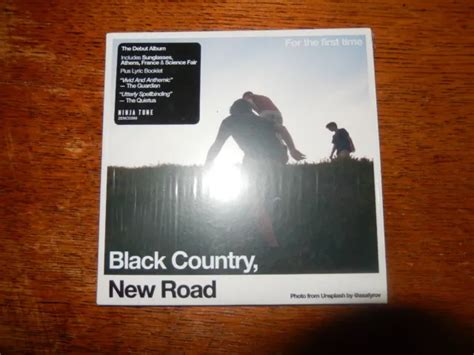 The Debut Album
Includes Sunglasses,
Athens, France & Science Fair
Plus Lyric Booklet
"Vivid And Anthemic"
— The Guardian
"Utterly Spellbinding"
— The Quietus
NINJA TUNE
For the first time
Black Country,
New Road
Photo from Unsplash by